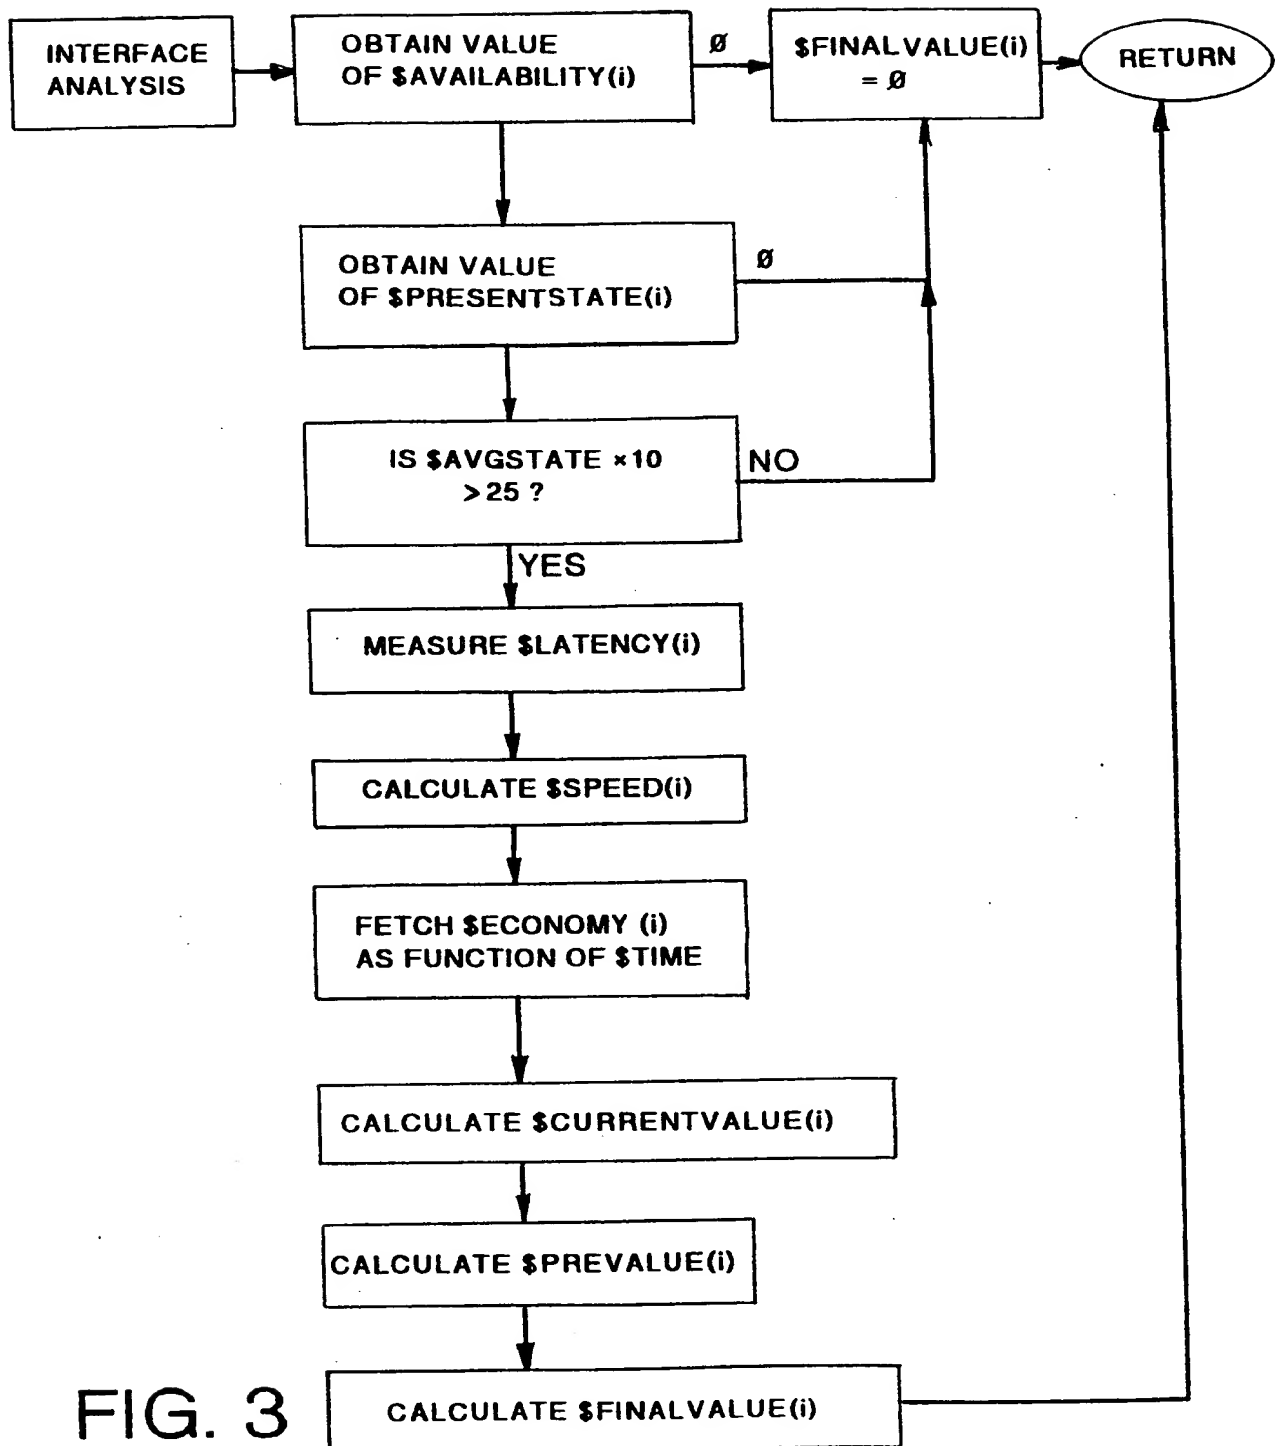 INTERFACE
ANALYSIS
OBTAIN VALUE
OF $AVAILABILITY(i)
Ø
$FINALVALUE(i)
= Ø
RETURN
OBTAIN VALUE
OF $PRESENTSTATE(i)
Ø
IS $AVGSTATE ×10
>25 ?
NO
YES
MEASURE $LATENCY(i)
CALCULATE $SPEED(i)
FETCH $ECONOMY (i)
AS FUNCTION OF $TIME
CALCULATE $CURRENTVALUE(i)
CALCULATE $PREVALUE(i)
CALCULATE $FINALVALUE(i)
FIG. 3